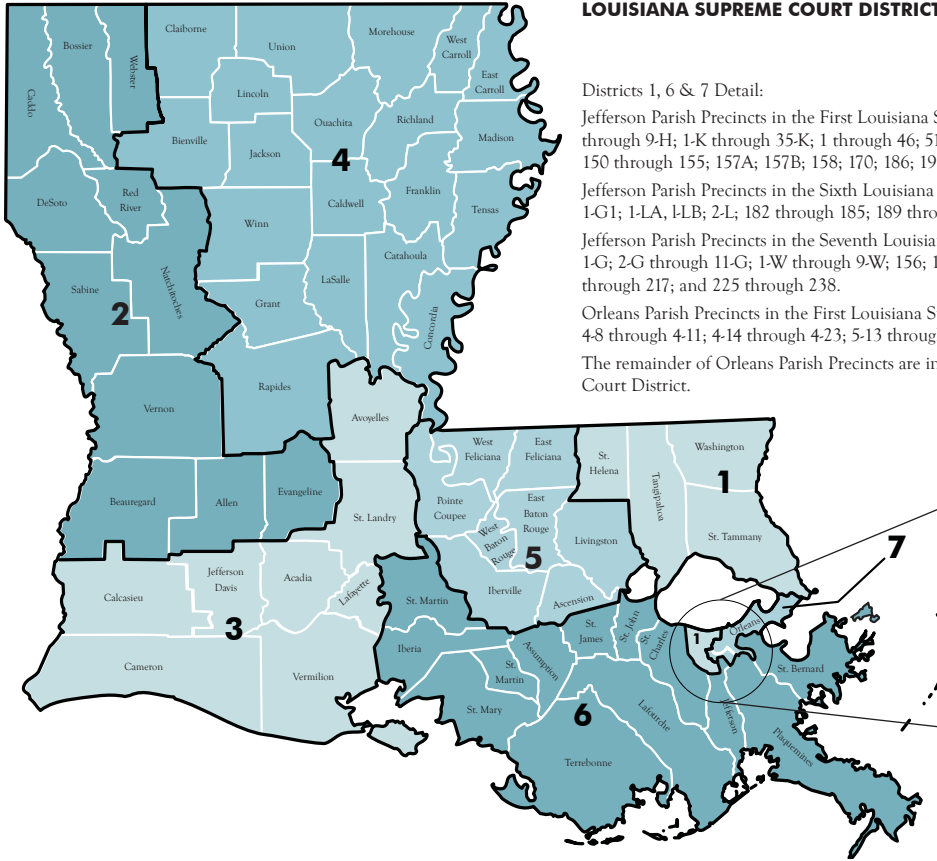 LOUISIANA SUPREME COURT DISTRICT
Districts 1, 6 & 7 Detail:
Jefferson Parish Precincts in the First Louisiana S
through 9-H; 1-K through 35-K; 1 through 46; 51
150 through 155; 157A; 157B; 158; 170; 186; 19
Jefferson Parish Precincts in the Sixth Louisiana
1-G1; 1-LA, l-LB; 2-L; 182 through 185; 189 thro
Jefferson Parish Precincts in the Seventh Louisia
1-G; 2-G through 11-G; 1-W through 9-W; 156; 1
through 217; and 225 through 238.
Orleans Parish Precincts in the First Louisiana S
4-8 through 4-11; 4-14 through 4-23; 5-13 throug
The remainder of Orleans Parish Precincts are in
Court District.
Caddo
Bossier
Webster
Claiborne
Union
Morehouse
West
Carroll
East
Carroll
Lincoln
Ouachita
Richland
Madison
Bienville
Jackson
4
DeSoto
Red
River
Winn
Caldwell
Franklin
Tensas
Sabine
2
Natchitoches
Grant
LaSalle
Catahoula
Concordia
Vernon
Rapides
Avoyelles
Beauregard
Allen
Evangeline
St. Landry
West
Feliciana
East
Feliciana
St.
Helena
Tangipahoa
Washington
1
St. Tammany
Pointe
Coupee
West
Baton
Rouge
East
Baton
Rouge
5
Livingston
Iberville
Ascension
Calcasieu
Jefferson
Davis
Acadia
Lafayette
3
Cameron
Vermilion
St. Martin
Iberia
St. Mary
St.
Martin
Assumption
St.
James
St. John
St.
Charles
6
Lafourche
Terrebonne
1
Orleans
7
St. Bernard
Jefferson
Plaquemines